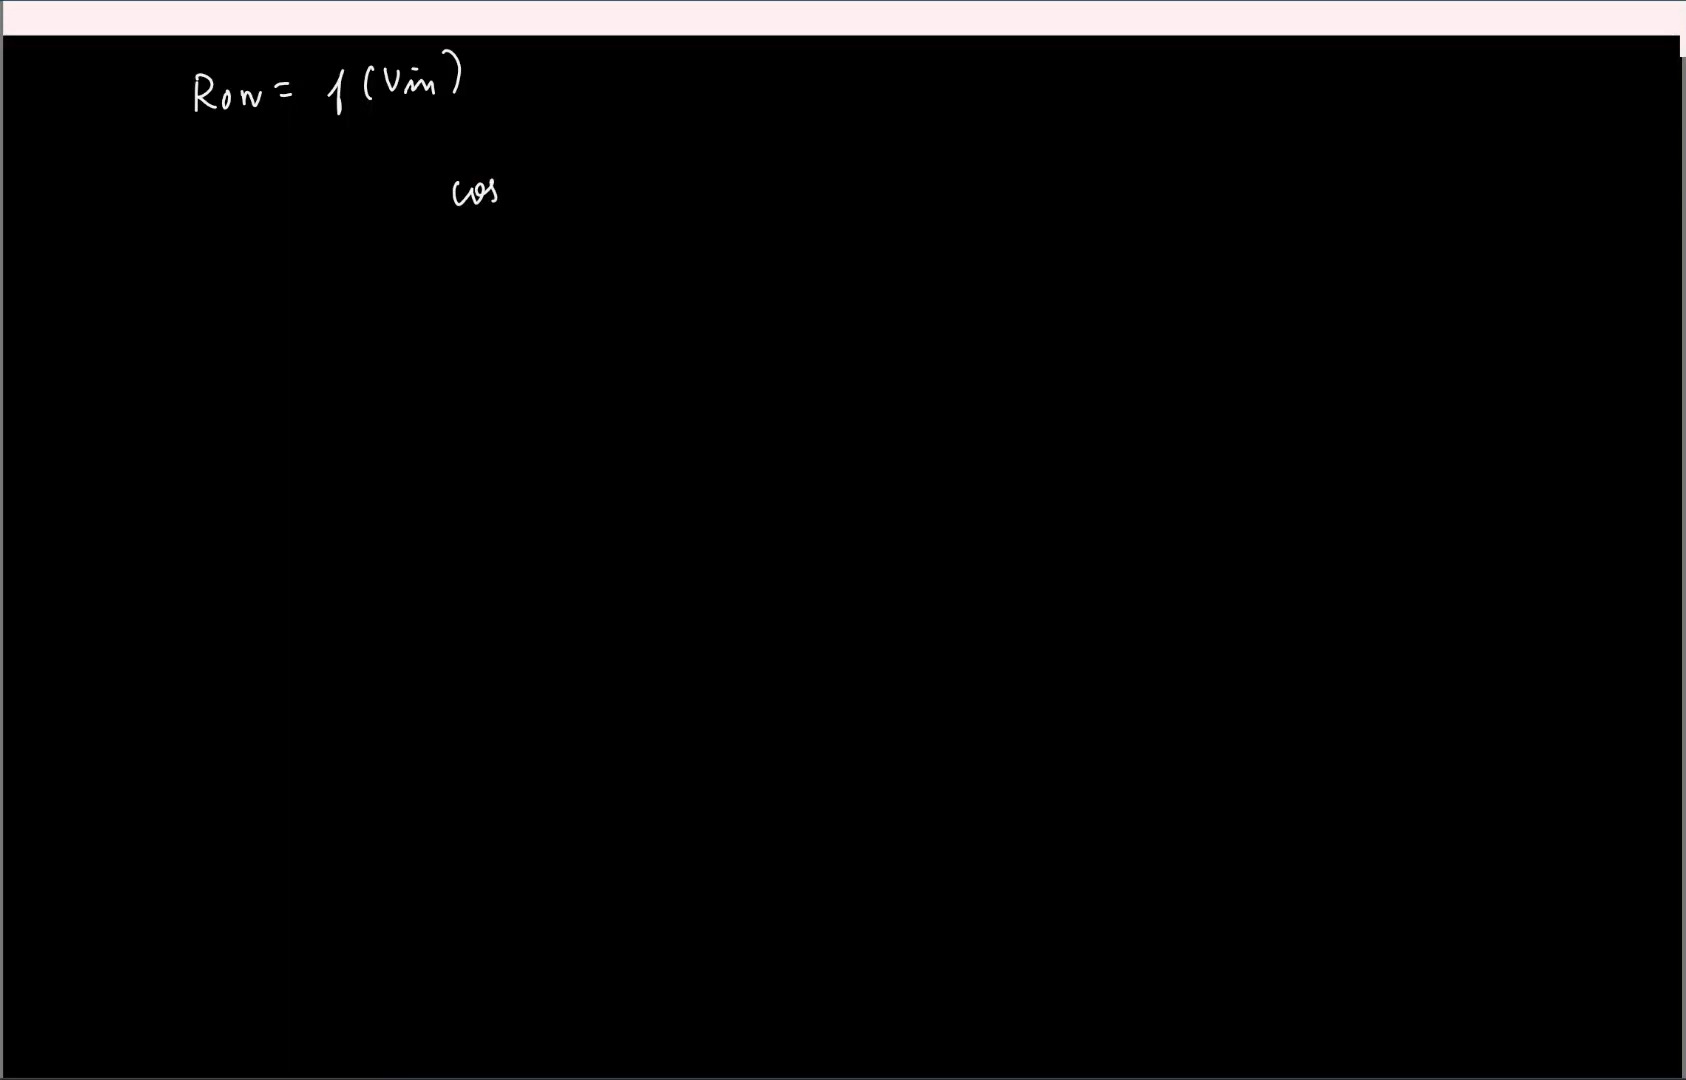 Ron = f(Vin)
cos